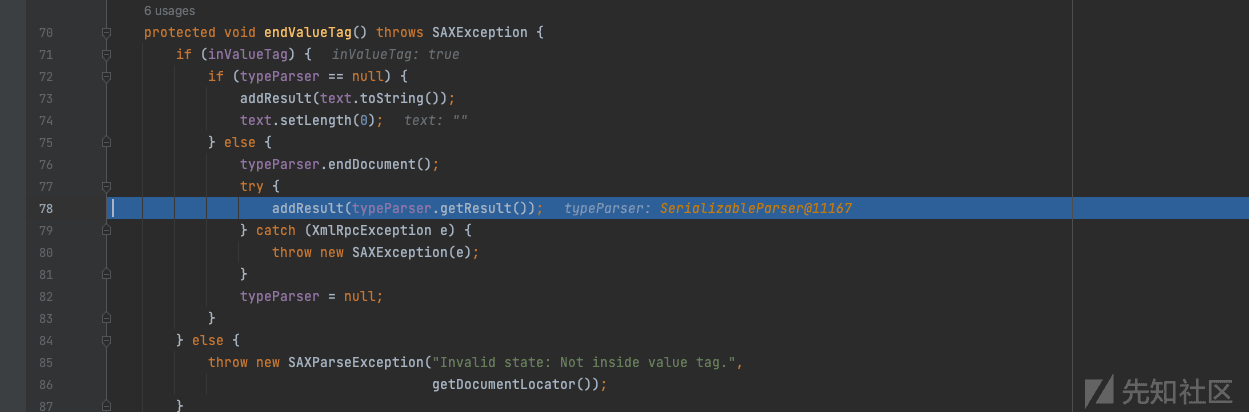 6 usages
70 protected void endValueTag() throws SAXException {
71 if (inValueTag) { inValueTag: true
72 if (typeParser == null) {
73 addResult(text.toString());
74 text.setLength(0); text: ""
75 } else {
76 typeParser.endDocument();
77 try {
78 addResult(typeParser.getResult()); typeParser: SerializableParser@11167
79 } catch (XmlRpcException e) {
80 throw new SAXException(e);
81 }
82 typeParser = null;
83 }
84 } else {
85 throw new SAXParseException("Invalid state: Not inside value tag.",
86 getDocumentLocator());
87 }
先知社区